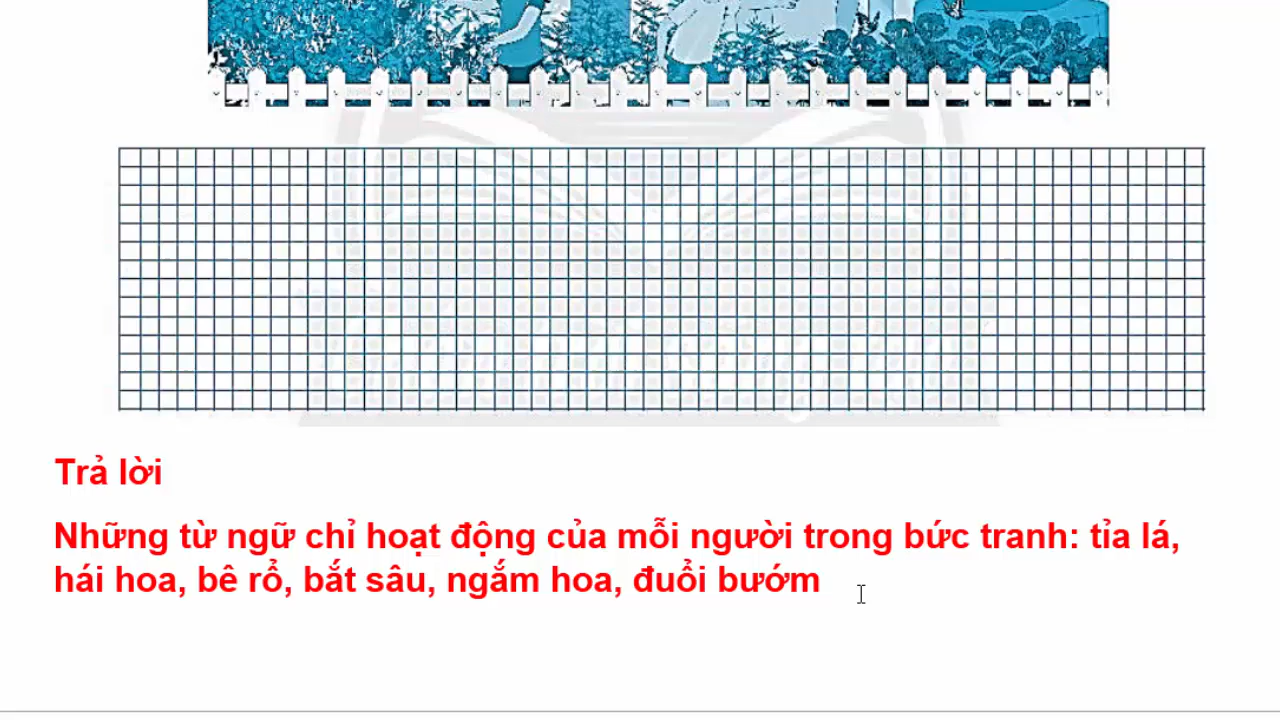 Trả lời
Những từ ngữ chỉ hoạt động của mỗi người trong bức tranh: tỉa lá,
hái hoa, bê rổ, bắt sâu, ngắm hoa, đuổi bướm